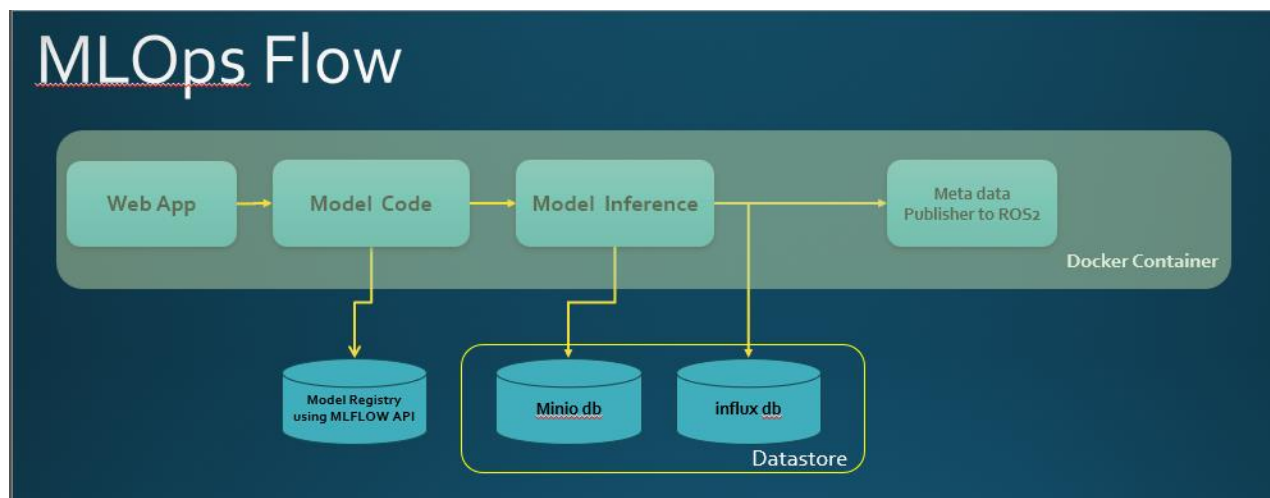 MLOps Flow
Web App
Model Code
Model Inference
Meta data
Publisher to ROS2
Docker Container
Model Registry
using MLFLOW API
Minio db
influx db
Datastore